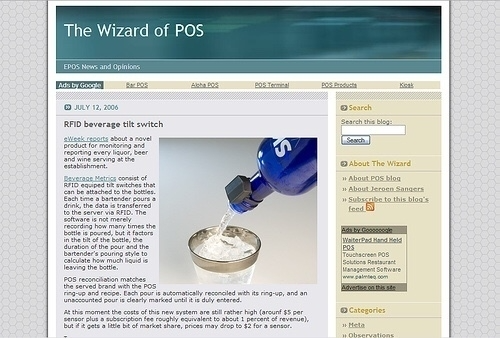 The Wizard of POS
EPOS News and Opinions
Ads by Google
Bar POS
Aloha POS
POS Terminal
POS Products
Kiosk
JULY 12, 2006
RFID beverage tilt switch
eWeek reports about a novel
product for monitoring and
reporting every liquor, beer
and wine serving at the
establishment.
Beverage Metrics consist of
RFID equiped tilt switches that
can be attached to the bottles.
Each time a bartender pours a
drink, the data is transferred
to the server via RFID. The
software is not merely
recording how many times the
bottle is poured, but it factors
in the tilt of the bottle, the
duration of the pour and the
bartender's pouring style to
calculate how much liquid is
leaving the bottle.
POS reconciliation matches
the served brand with the POS
ring-up and recipe. Each pour is automatically reconciled with its ring-up, and an
unaccounted pour is clearly marked until it is duly entered.
At this moment the costs of this new system are still rather high (arounf $5 per
sensor plus a subscription fee roughly equivalent to about 1 percent of revenue),
but if it gets a little bit of market share, prices may drop to $2 for a sensor.
Search
Search this blog:
Search
About The Wizard
» About POS blog
» About Jeroen Sangers
» Subscribe to this blog's
feed
Ads by Goooooogle
WaiterPad Hand Held
POS
Touchscreen POS
Solutions Restaurant
Management Software
www.palmteq.com
Advertise on this site
Categories
» Meta
» Observations